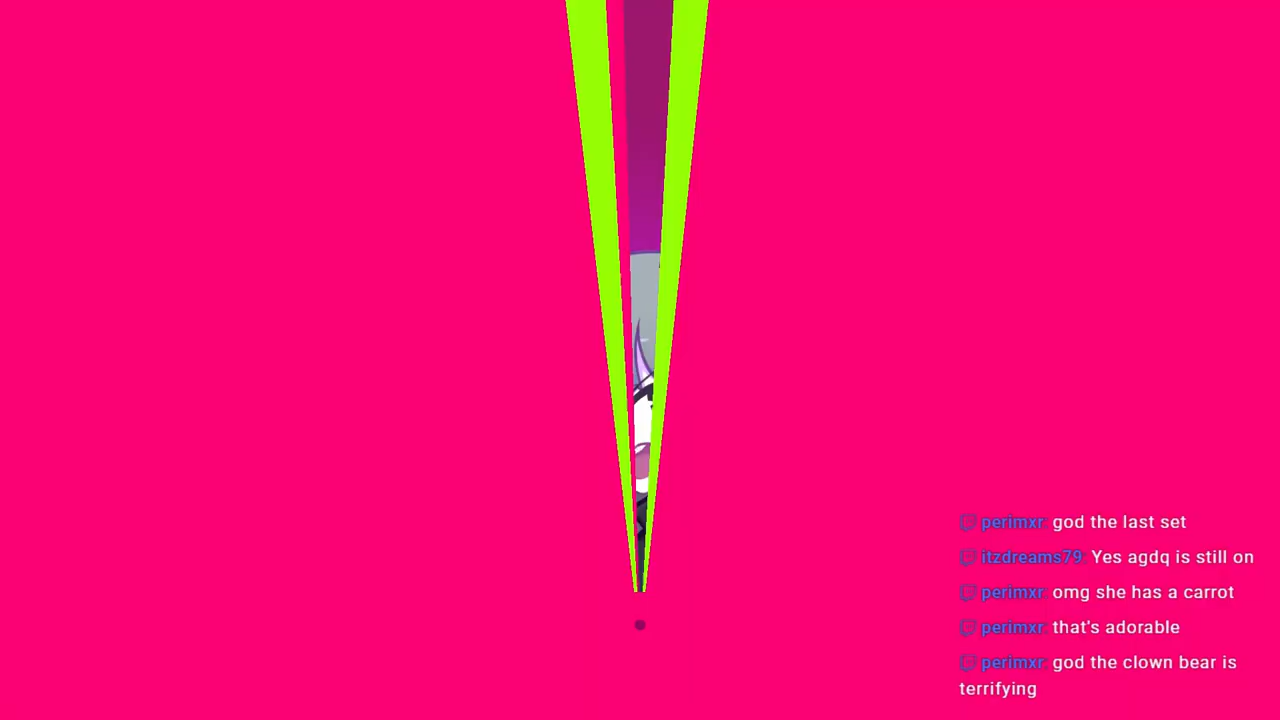 perimxr: god the last set
itzdreams79: Yes agdq is still on
perimxr: omg she has a carrot
perimxr: that's adorable
perimxr: god the clown bear is
terrifying